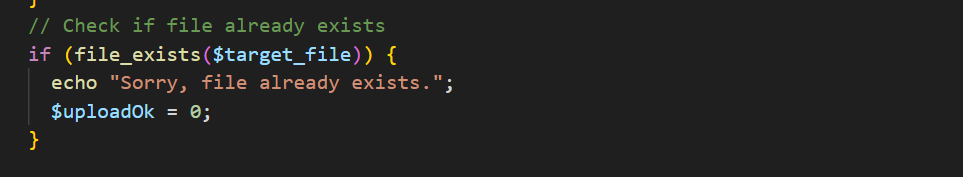 }
// Check if file already exists
if (file_exists($target_file)) {
  echo "Sorry, file already exists.";
  $uploadOk = 0;
}